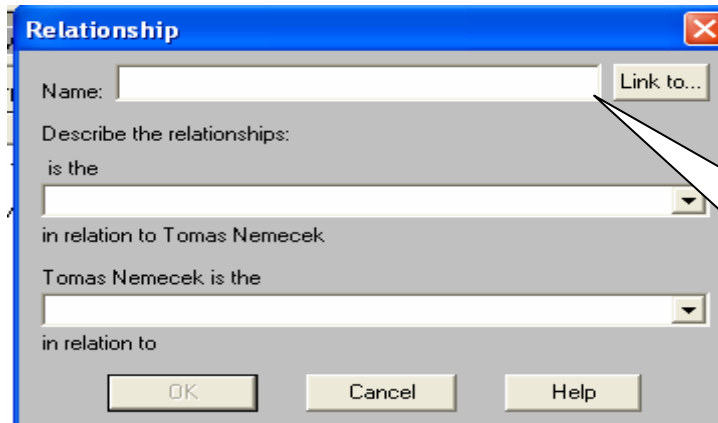 Relationship
Name: Link to...
Describe the relationships:
is the
in relation to Tomas Nemecek
Tomas Nemecek is the
in relation to
OK Cancel Help